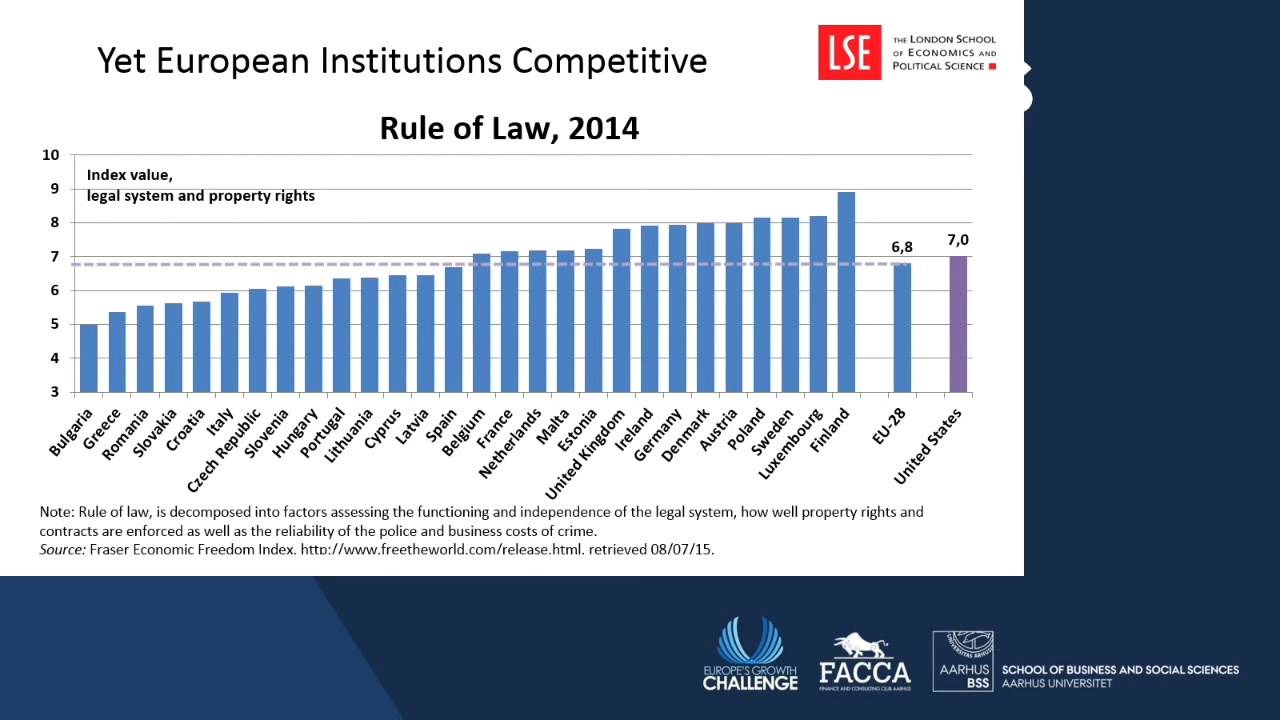 Yet European Institutions Competitive
LSE
THE LONDON SCHOOL
OF ECONOMICS AND
POLITICAL SCIENCE
Rule of Law, 2014
Index value,
legal system and property rights
10
9
8
7
6
5
4
3
6,8
7,0
Bulgaria
Greece
Romania
Slovakia
Croatia
Italy
Czech Republic
Slovenia
Hungary
Portugal
Lithuania
Cyprus
Latvia
Spain
Belgium
France
Netherlands
Malta
Estonia
United Kingdom
Ireland
Germany
Denmark
Austria
Poland
Sweden
Luxembourg
Finland
EU-28
United States
Note: Rule of law, is decomposed into factors assessing the functioning and independence of the legal system, how well property rights and
contracts are enforced as well as the reliability of the police and business costs of crime.
Source: Fraser Economic Freedom Index. http://www.freetheworld.com/release.html. retrieved 08/07/15.
EUROPE'S GROWTH
CHALLENGE
FACCA
FINANCE AND CONSULTING CLUB AARHUS
AARHUS
BSS
SCHOOL OF BUSINESS AND SOCIAL SCIENCES
AARHUS UNIVERSITET